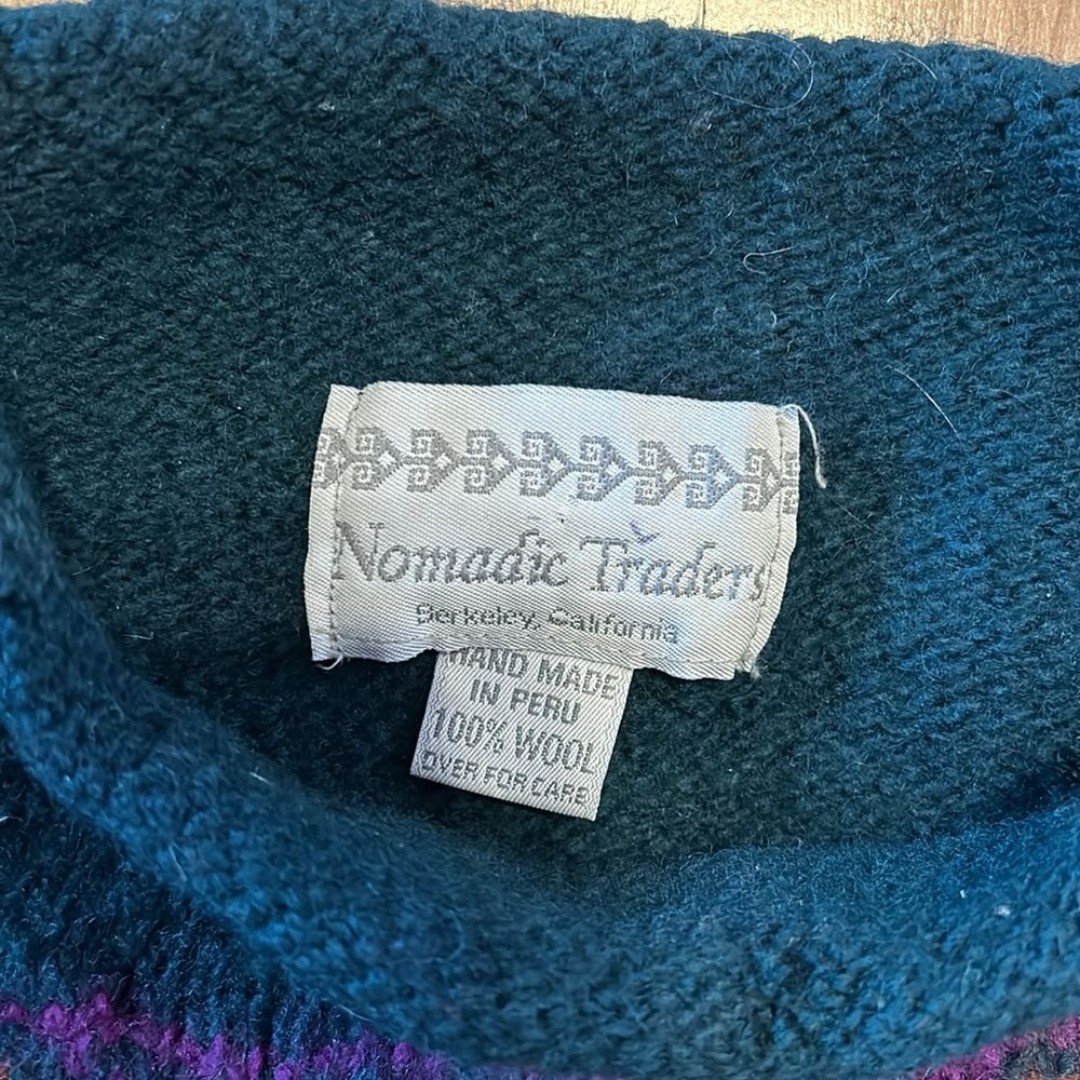 Nomadic Traders
Berkeley, California
HAND MADE
IN PERU
100% WOOL
OVER FOR CARE